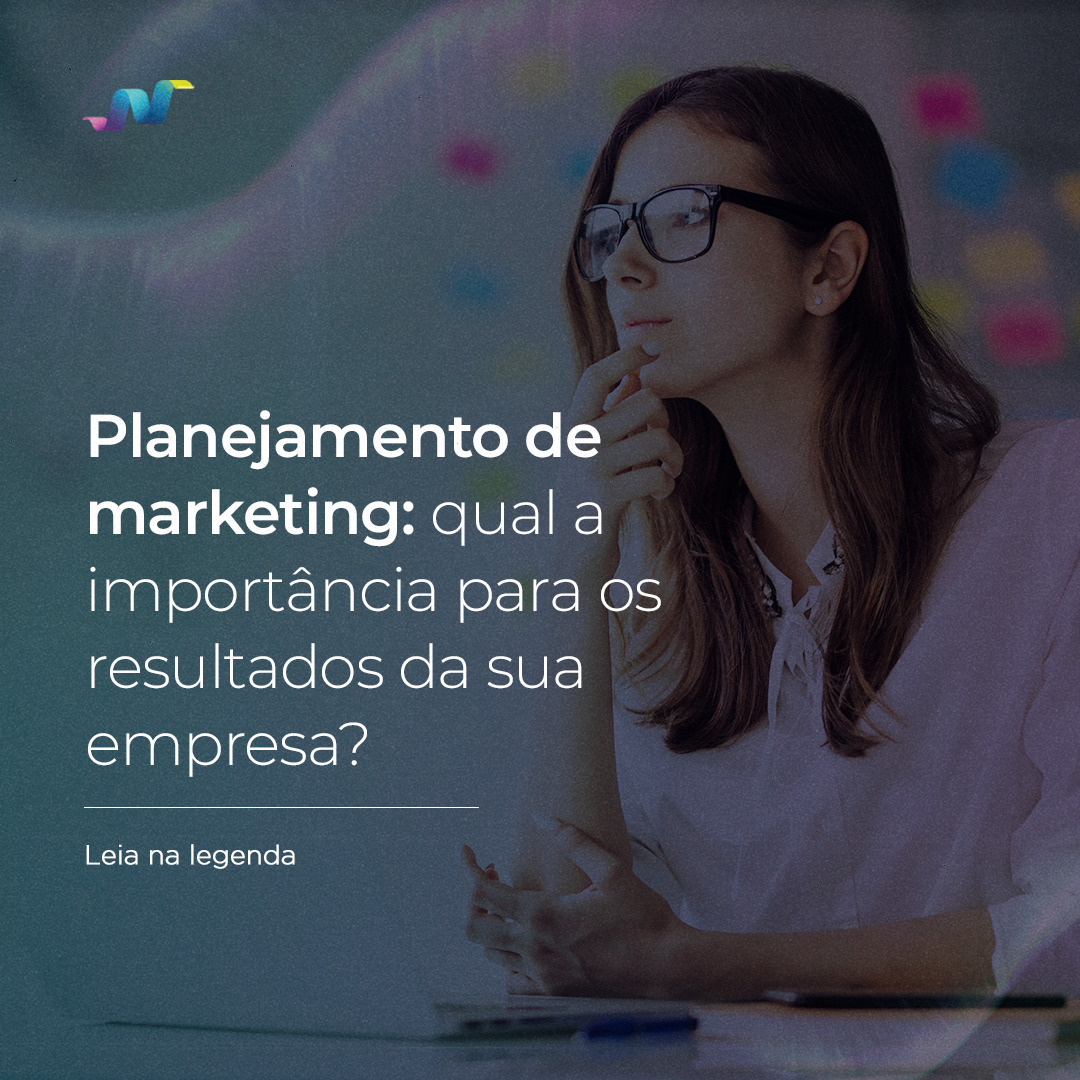 Planejamento de
marketing: qual a
importância para os
resultados da sua
empresa?
Leia na legenda